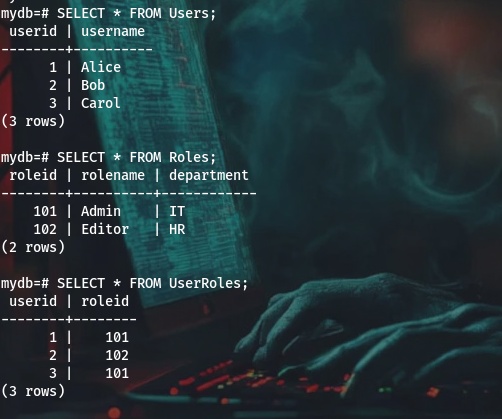 mydb=# SELECT * FROM Users;
 userid | username
--------+----------
      1 | Alice
      2 | Bob
      3 | Carol
(3 rows)

mydb=# SELECT * FROM Roles;
 roleid | rolename | department
--------+----------+------------
    101 | Admin    | IT
    102 | Editor   | HR
(2 rows)

mydb=# SELECT * FROM UserRoles;
 userid | roleid
--------+--------
      1 |    101
      2 |    102
      3 |    101
(3 rows)